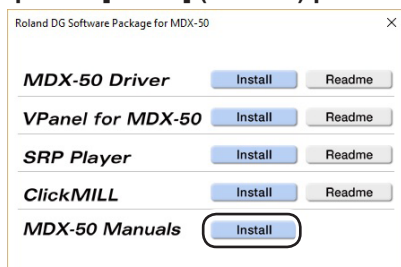 Roland DG Software Package for MDX-50
MDX-50 Driver Install Readme
VPanel for MDX-50 Install Readme
SRP Player Install Readme
ClickMILL Install Readme
MDX-50 Manuals Install